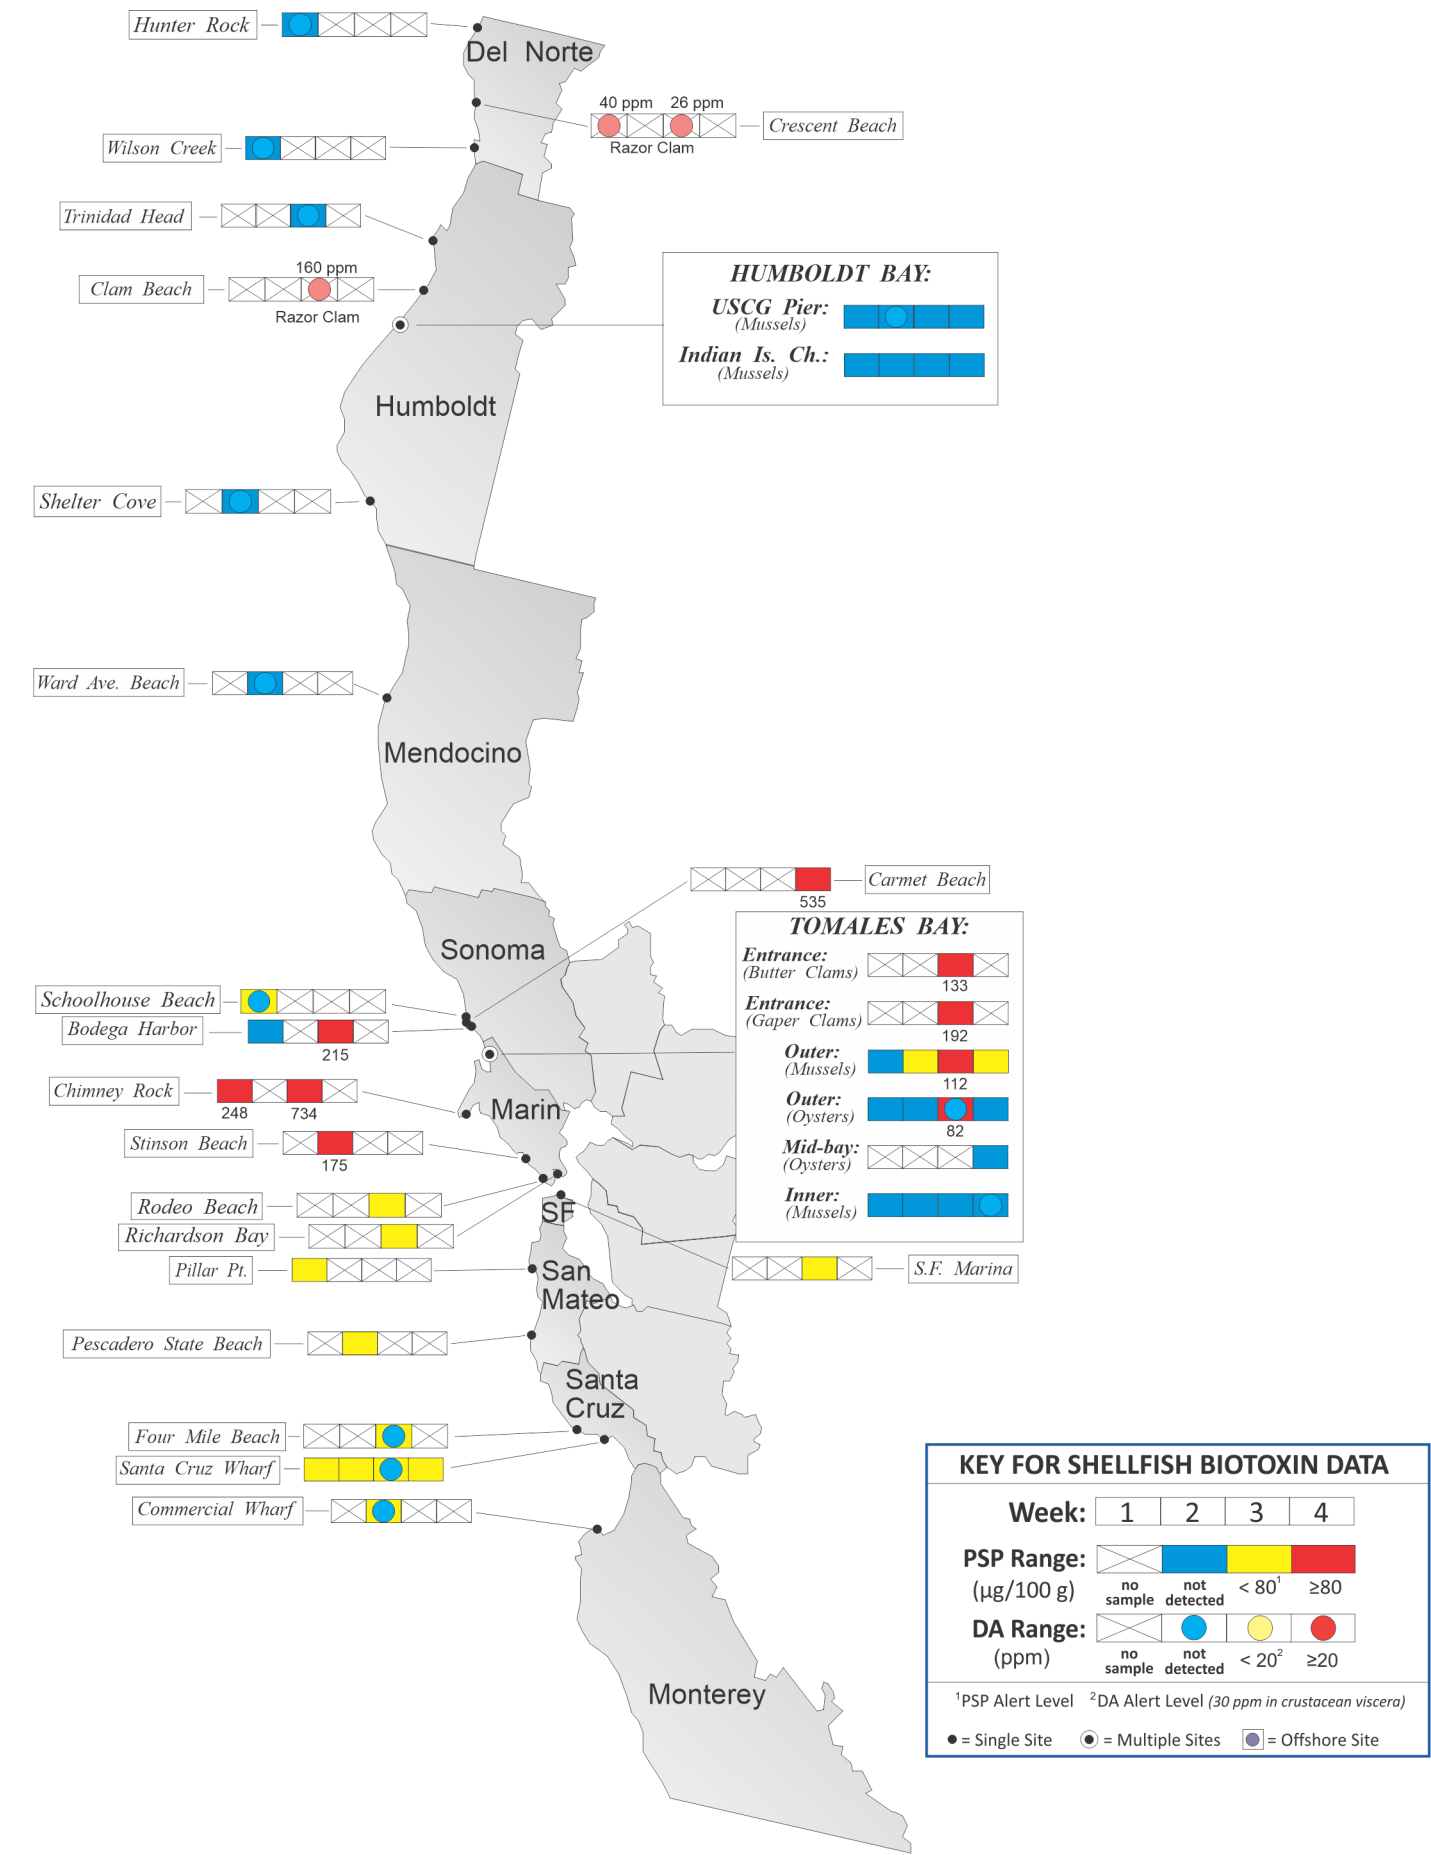 Hunter Rock
Del Norte
40 ppm 26 ppm
Crescent Beach
Razor Clam
Wilson Creek
Trinidad Head
160 ppm
Clam Beach
Razor Clam
HUMBOLDT BAY:
USCG Pier:
(Mussels)
Indian Is. Ch.:
(Mussels)
Humboldt
Shelter Cove
Ward Ave. Beach
Mendocino
Carmet Beach
535
TOMALES BAY:
Entrance:
(Butter Clams)
133
Entrance:
(Gaper Clams)
192
Outer:
(Mussels)
112
Outer:
(Oysters)
82
Mid-bay:
(Oysters)
Inner:
(Mussels)
Sonoma
Schoolhouse Beach
Bodega Harbor
215
Chimney Rock
248 734
Marin
Stinson Beach
175
Rodeo Beach
Richardson Bay
SF
Pillar Pt.
S.F. Marina
San
Mateo
Pescadero State Beach
Santa
Cruz
Four Mile Beach
Santa Cruz Wharf
Commercial Wharf
Monterey
KEY FOR SHELLFISH BIOTOXIN DATA
Week: 1 2 3 4
PSP Range:
(µg/100 g)
no sample not detected < 80¹ ≥80
DA Range:
(ppm)
no sample not detected < 20² ≥20
¹PSP Alert Level ²DA Alert Level (30 ppm in crustacean viscera)
= Single Site = Multiple Sites = Offshore Site